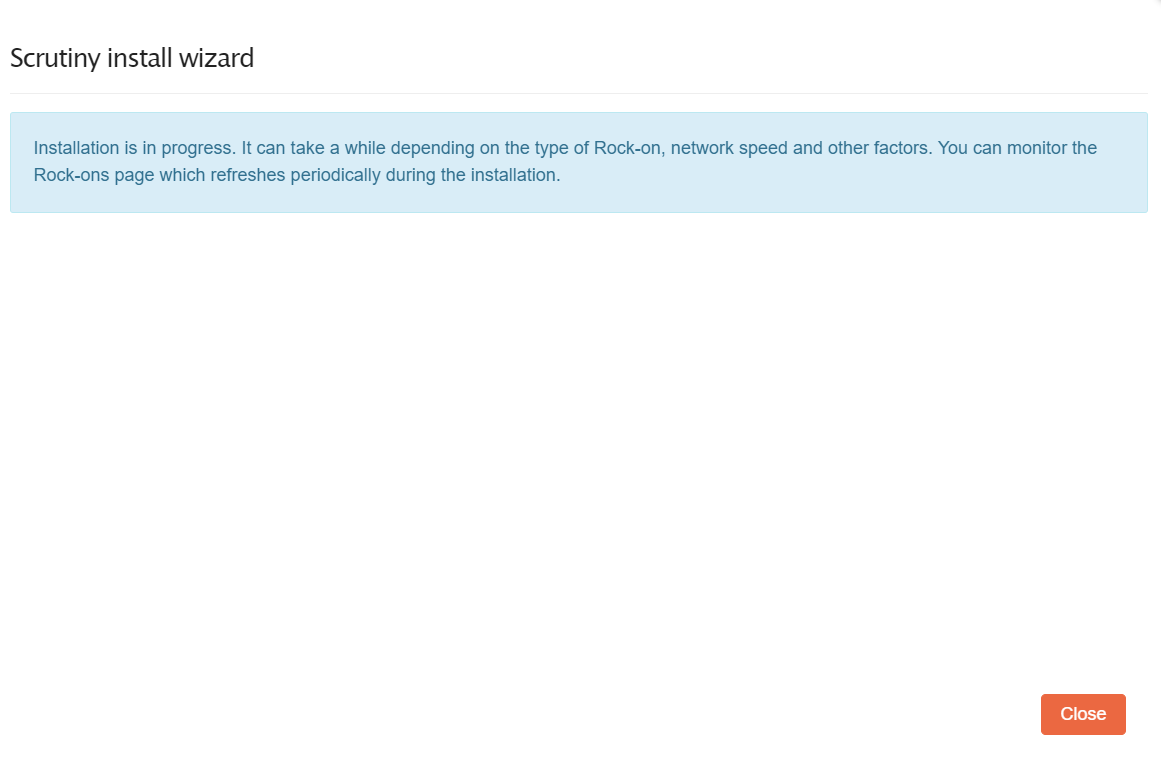 Scrutiny install wizard
Installation is in progress. It can take a while depending on the type of Rock-on, network speed and other factors. You can monitor the
Rock-ons page which refreshes periodically during the installation.
Close